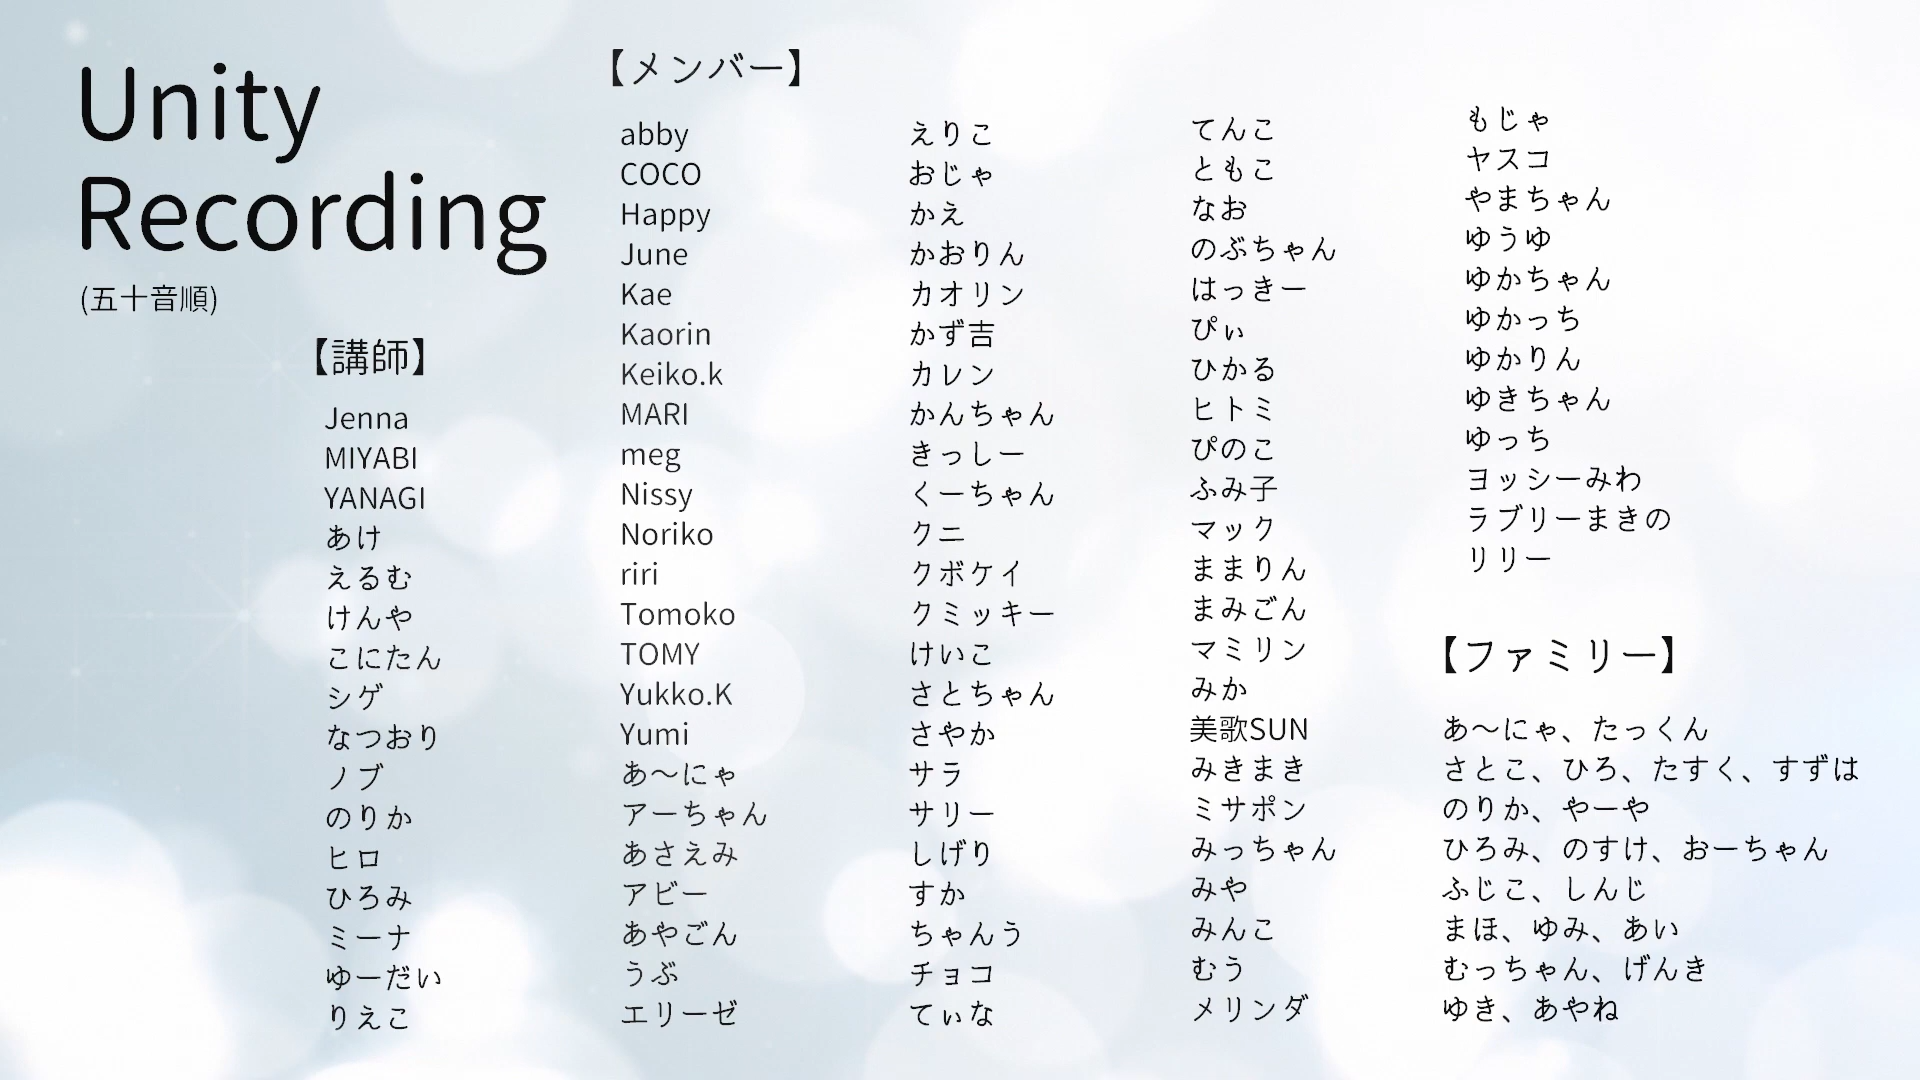 Unity
Recording
(五十音順)
【講師】
Jenna
MIYABI
YANAGI
あけ
えるむ
けんや
こにたん
シゲ
なつおり
ノブ
のりか
ヒロ
ひろみ
ミーナ
ゆーだい
りえこ
【メンバー】
abby
COCO
Happy
June
Kae
Kaorin
Keiko.k
MARI
meg
Nissy
Noriko
riri
Tomoko
TOMY
Yukko.K
Yumi
あ〜にゃ
アーちゃん
あさえみ
アビー
あやごん
うぶ
エリーゼ
えりこ
おじゃ
かえ
かおりん
カオリン
かず吉
カレン
かんちゃん
きっしー
くーちゃん
クニ
クボケイ
クミッキー
けいこ
さとちゃん
さやか
サラ
サリー
しげり
すか
ちゃんう
チョコ
てぃな
てんこ
ともこ
なお
のぶちゃん
はっきー
ぴぃ
ひかる
ヒトミ
ぴのこ
ふみ子
マック
ままりん
まみごん
マミリン
みか
美歌SUN
みきまき
ミサポン
みっちゃん
みや
みんこ
むう
メリンダ
もじゃ
ヤスコ
やまちゃん
ゆうゆ
ゆかちゃん
ゆかっち
ゆかりん
ゆきちゃん
ゆっち
ヨッシーみわ
ラブリーまきの
リリー
【ファミリー】
あ〜にゃ、たっくん
さとこ、ひろ、たすく、すずは
のりか、やーや
ひろみ、のすけ、おーちゃん
ふじこ、しんじ
まほ、ゆみ、あい
むっちゃん、げんき
ゆき、あやね